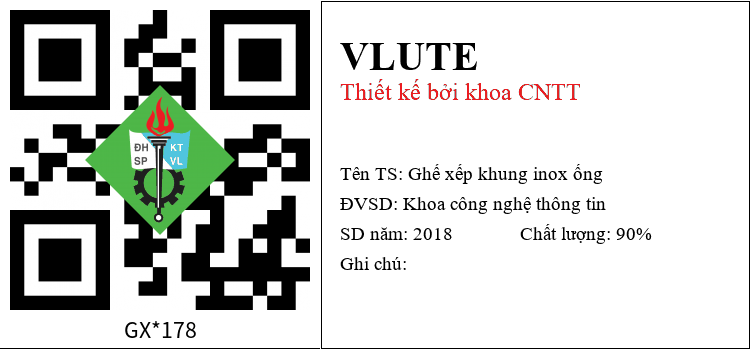 ĐH KT
SP VL
GX*178
VLUTE
Thiết kế bởi khoa CNTT
Tên TS: Ghế xếp khung inox ống
ĐVSD: Khoa công nghệ thông tin
SD năm: 2018 Chất lượng: 90%
Ghi chú: